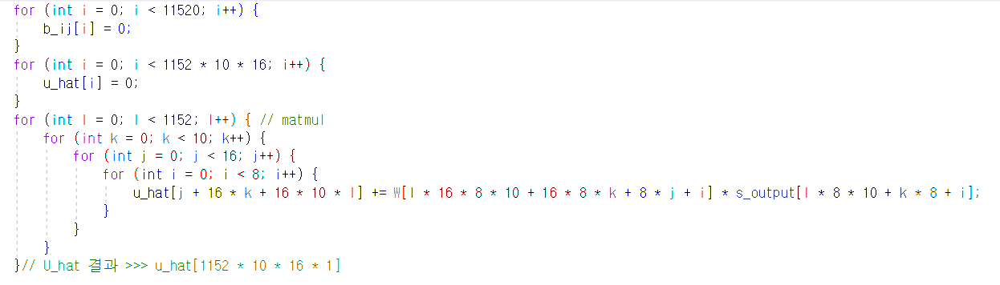 for (int i = 0; i < 11520; i++) {
b_ij[i] = 0;
}
for (int i = 0; i < 1152 * 10 * 16; i++) {
u_hat[i] = 0;
}
for (int l = 0; l < 1152; l++) { // matmul
for (int k = 0; k < 10; k++) {
for (int j = 0; j < 16; j++) {
for (int i = 0; i < 8; i++) {
u_hat[j + 16 * k + 16 * 10 * l] += W[l * 16 * 8 * 10 + 16 * 8 * k + 8 * j + i] * s_output[l * 8 * 10 + k * 8 + i];
}
}
}
}// U_hat 결과 >>> u_hat[1152 * 10 * 16 * 1]